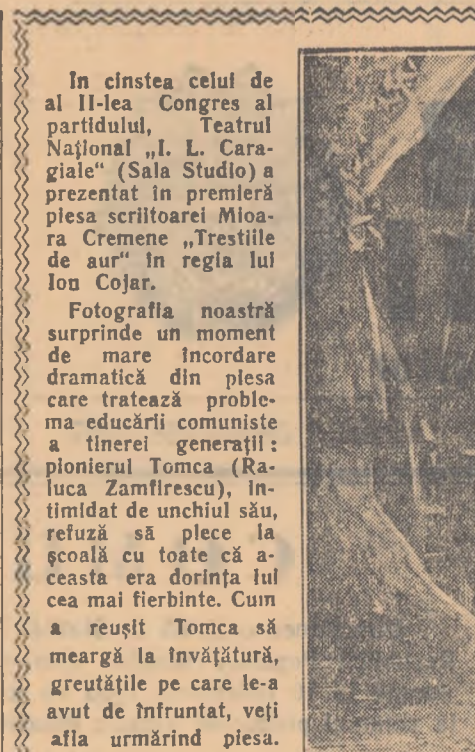 In cinstea celui de
al II-lea Congres al
partidului, Teatrul
Național „I. L. Cara-
giale“ (Sala Studio) a
prezentat în premieră
piesa scriitoarei Mioa-
ra Cremene „Trestiile
de aur“ în regia lui
Ion Cojar.
Fotografia noastră
surprinde un moment
de mare încordare
dramatică din piesa
care tratează proble-
ma educării comuniste
a tinerei generații :
pionierul Tomca (Ra-
luca Zamfirescu), in-
timidat de unchiul său,
refuză să plece la
școală cu toate că a-
ceasta era dorința lui
cea mai fierbinte. Cum
a reușit Tomca să
meargă la învățătură,
greutățile pe care le-a
avut de înfruntat, veți
afla urmărind piesa.